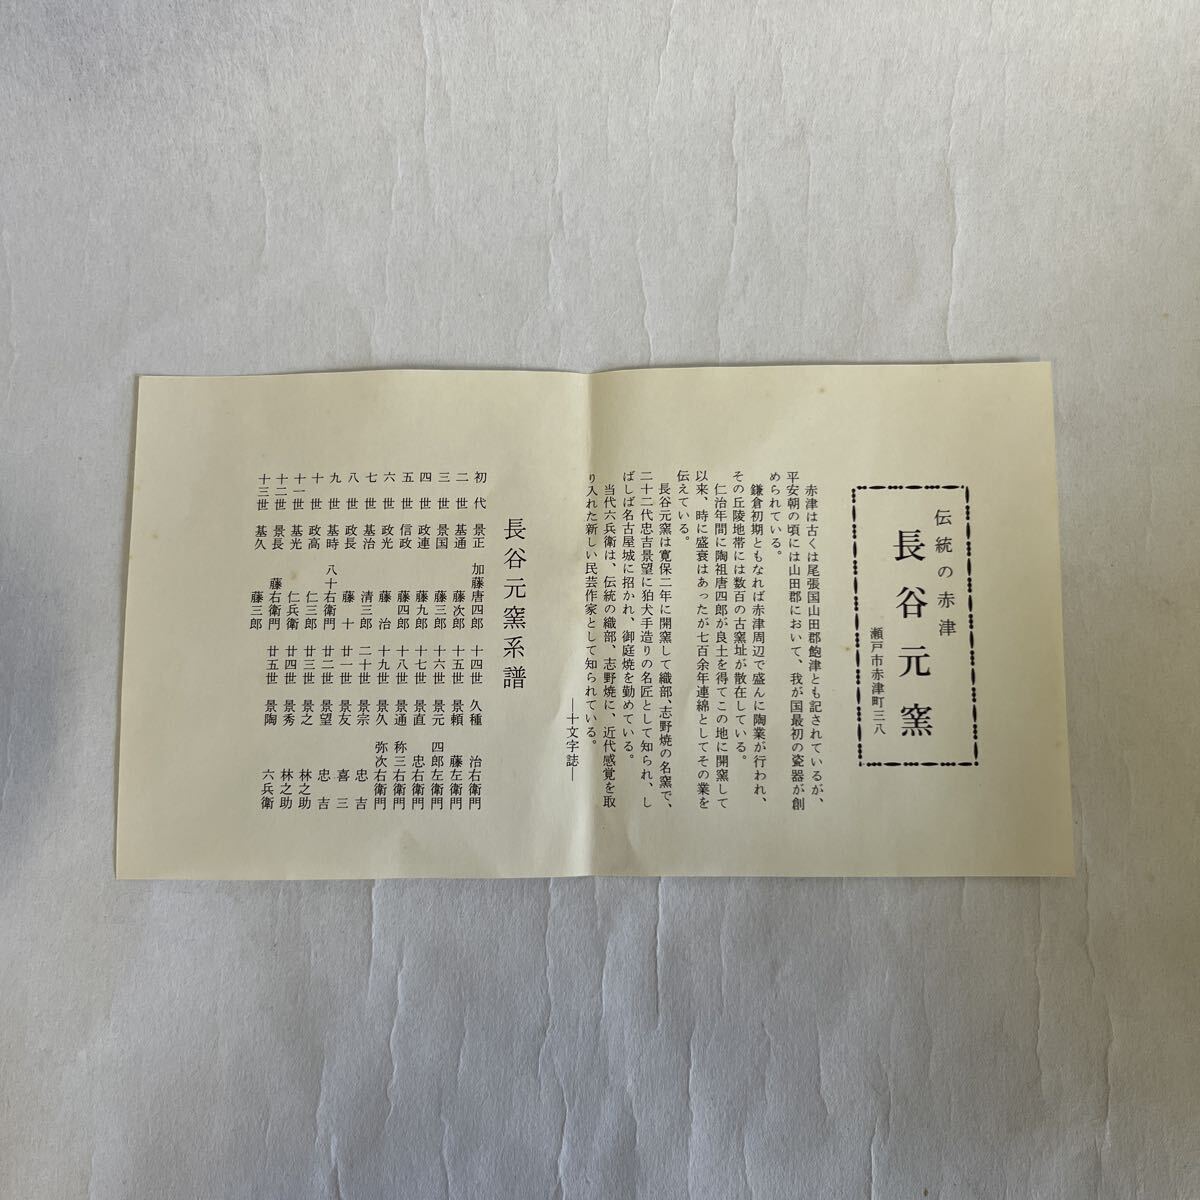 伝統の赤津
長谷元窯
瀬戸市赤津町三八
赤津は古くは尾張国山田郡飽津とも記されているが、
平安朝の頃には山田郡において、我が国最初の瓷器が創
められている。
鎌倉初期ともなれば赤津周辺で盛んに陶業が行われ、
その丘陵地帯には数百の古窯址が散在している。
仁治年間に陶祖唐四郎が良土を得てこの地に開窯して
以来、時に盛衰はあったが七百余年連綿としてその業を
伝えている。
長谷元窯は寛保二年に開窯して織部、志野焼の名窯で、
二十二代忠吉景望に狛犬手造りの名匠として知られ、し
ばしば名古屋城に招かれ、御庭焼を勤めている。
当代六兵衛は、伝統の織部、志野焼に、近代感覚を取
り入れた新しい民芸作家として知られている。
―十文字誌―
長谷元窯系譜
初代 景正 加藤唐四郎
二世 基通 藤次郎
三世 景国 藤三郎
四世 政連 藤九郎
五世 信政 藤四郎
六世 政光 藤治
七世 基治 清三郎
八世 政長 藤十
九世 基時 八十右衛門
十世 政高 仁三郎
十一世 基光 仁兵衛
十二世 景長 藤右衛門
十三世 基久 藤三郎
十四世 久種 治右衛門
十五世 景頼 藤左衛門
十六世 景元 四郎左衛門
十七世 景直 忠右衛門
十八世 景通 称三右衛門
十九世 景久 弥次右衛門
二十世 景宗 忠吉
廿一世 景友 喜三
廿二世 景望 忠吉
廿三世 景之 林之助
廿四世 景秀 林之助
廿五世 景陶 六兵衛